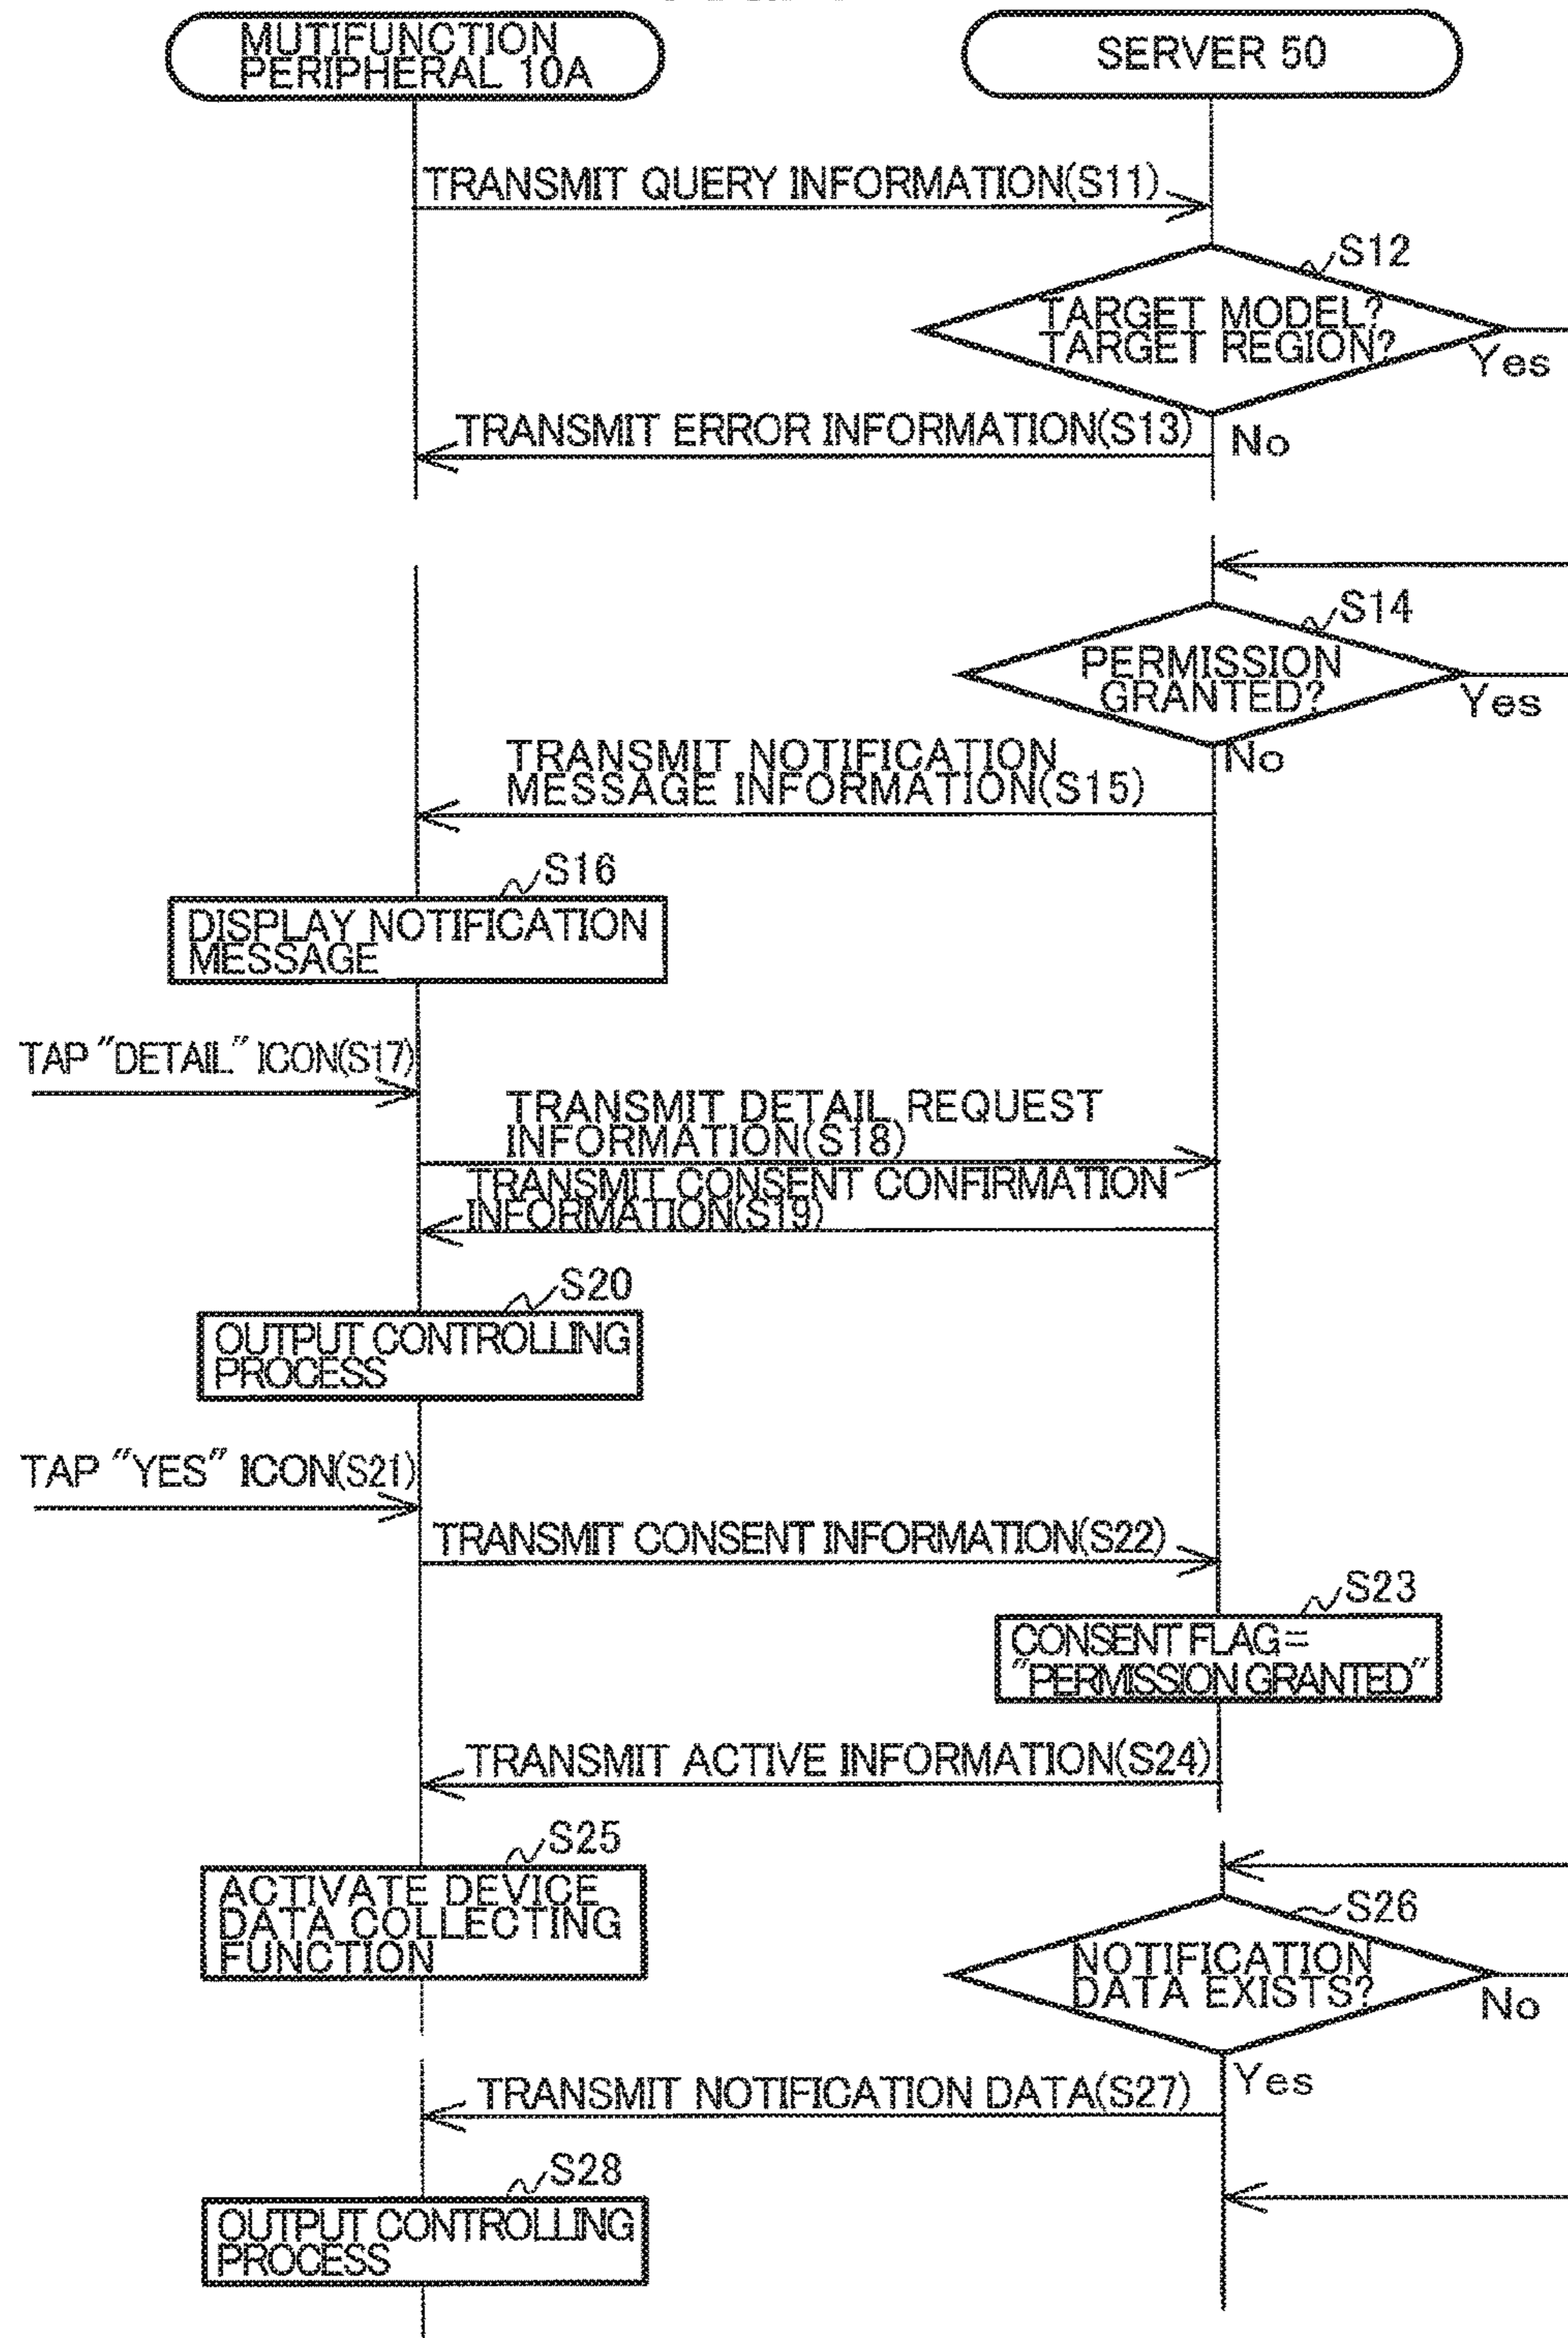 MUTIFUNCTION
PERIPHERAL 10A
SERVER 50
TRANSMIT QUERY INFORMATION(S11)
S12
TARGET MODEL?
TARGET REGION?
Yes
TRANSMIT ERROR INFORMATION(S13)
No
S14
PERMISSION
GRANTED?
Yes
No
TRANSMIT NOTIFICATION
MESSAGE INFORMATION(S15)
S16
DISPLAY NOTIFICATION
MESSAGE
TAP "DETAIL" ICON(S17)
TRANSMIT DETAIL REQUEST
INFORMATION(S18)
TRANSMIT CONSENT CONFIRMATION
INFORMATION(S19)
S20
OUTPUT CONTROLLING
PROCESS
TAP "YES" ICON(S21)
TRANSMIT CONSENT INFORMATION(S22)
S23
CONSENT FLAG=
"PERMISSION GRANTED"
TRANSMIT ACTIVE INFORMATION(S24)
S25
ACTIVATE DEVICE
DATA COLLECTING
FUNCTION
S26
NOTIFICATION
DATA EXISTS?
No
Yes
TRANSMIT NOTIFICATION DATA(S27)
S28
OUTPUT CONTROLLING
PROCESS